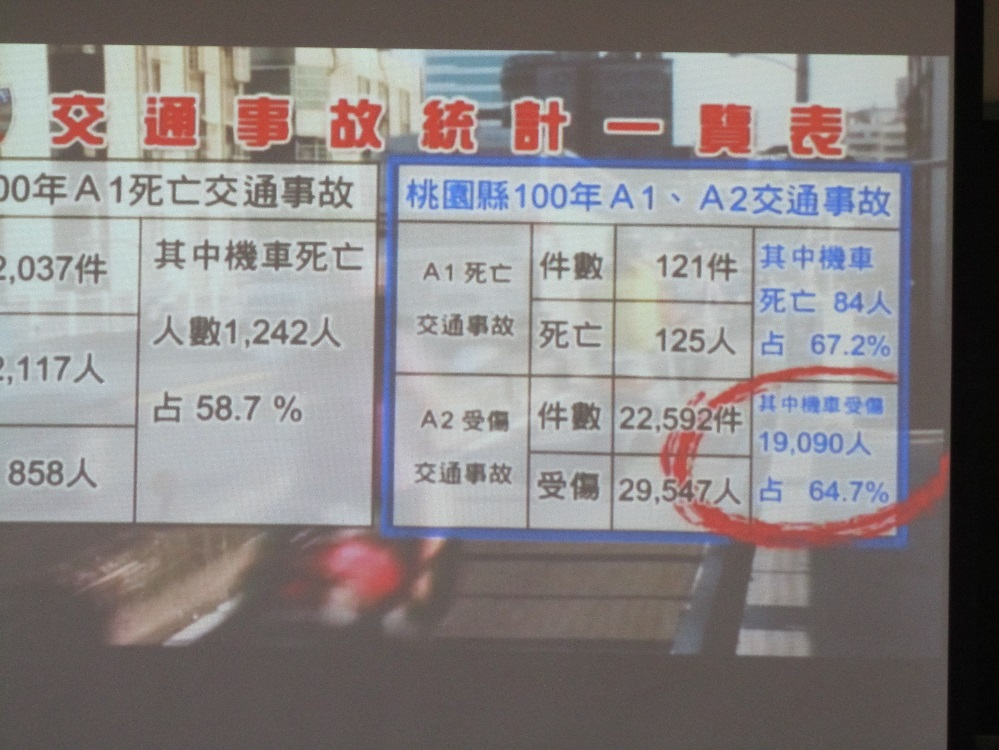 交通事故統計一覽表
00年A1死亡交通事故
2,037件
2,117人
858人
其中機車死亡
人數1,242人
占 58.7 %
桃園縣100年A1、A2交通事故
A1 死亡
交通事故
件數 121件
死亡 125人
其中機車
死亡 84人
占 67.2%
A2 受傷
交通事故
件數 22,592件
受傷 29,547人
其中機車受傷
19,090人
占 64.7%